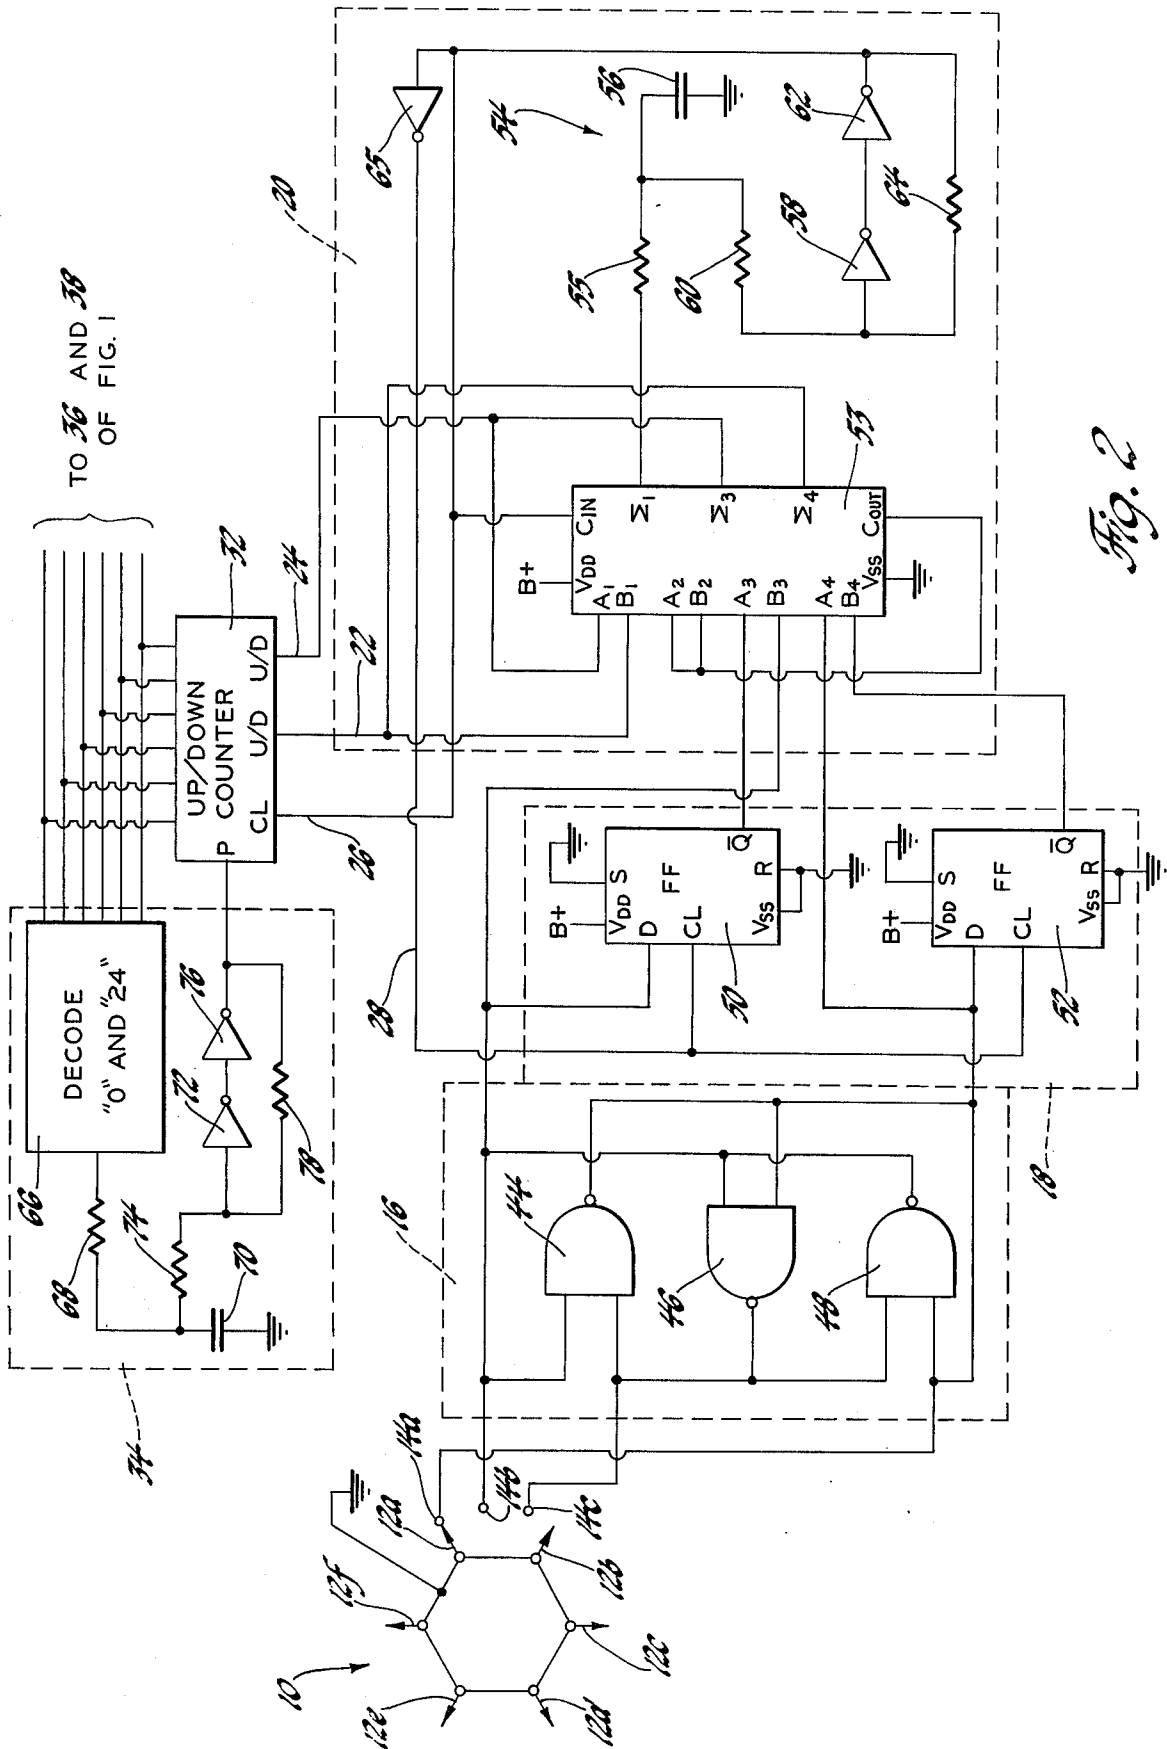 TO 36 AND 38
OF FIG. 1
DECODE
"0" AND "24"
66
68
74
70
72
76
78
34
P
UP/DOWN
COUNTER
CL
U/D
U/D
32
26
22
24
28
20
65
54
56
55
60
58
62
64
B+
VDD
CIN
A1
B1
Σ1
A2
B2
A3
B3
Σ3
A4
B4
Σ4
VSS
COUT
53
B+
VDD
S
D
FF
CL
Q
VSS
R
50
B+
VDD
S
D
FF
CL
Q
VSS
R
52
18
16
44
46
48
10
12a
12b
12c
12d
12e
12f
14a
14b
14c
Fig. 2